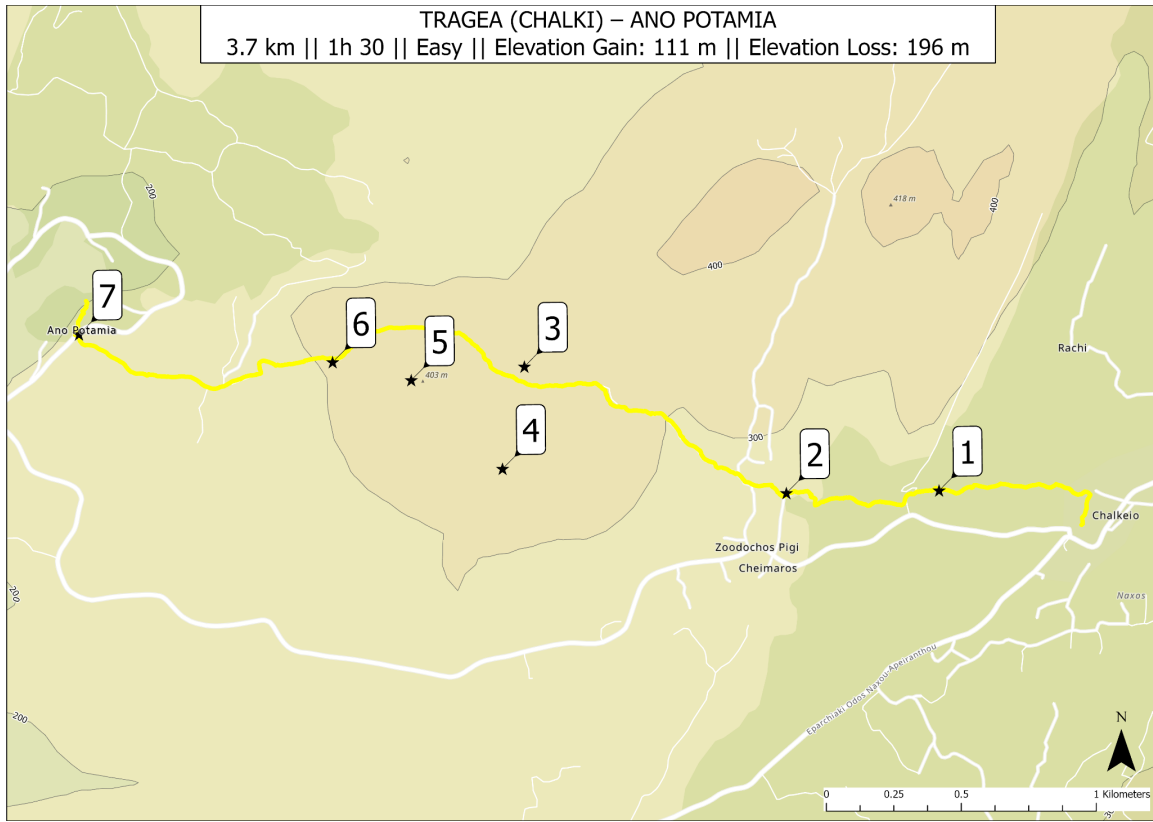 TRAGEA (CHALKI) – ANO POTAMIA
3.7 km || 1h 30 || Easy || Elevation Gain: 111 m || Elevation Loss: 196 m
200
418 m
400
400
7
Ano Potamia
6
5
3
403 m
Rachi
4
300
2
1
Chalkeio
Zoodochos Pigi
Cheimaros
200
Naxos
Eparchiaki Odos Naxou-Apeiranthou
200
N
0 0.25 0.5 1 Kilometers